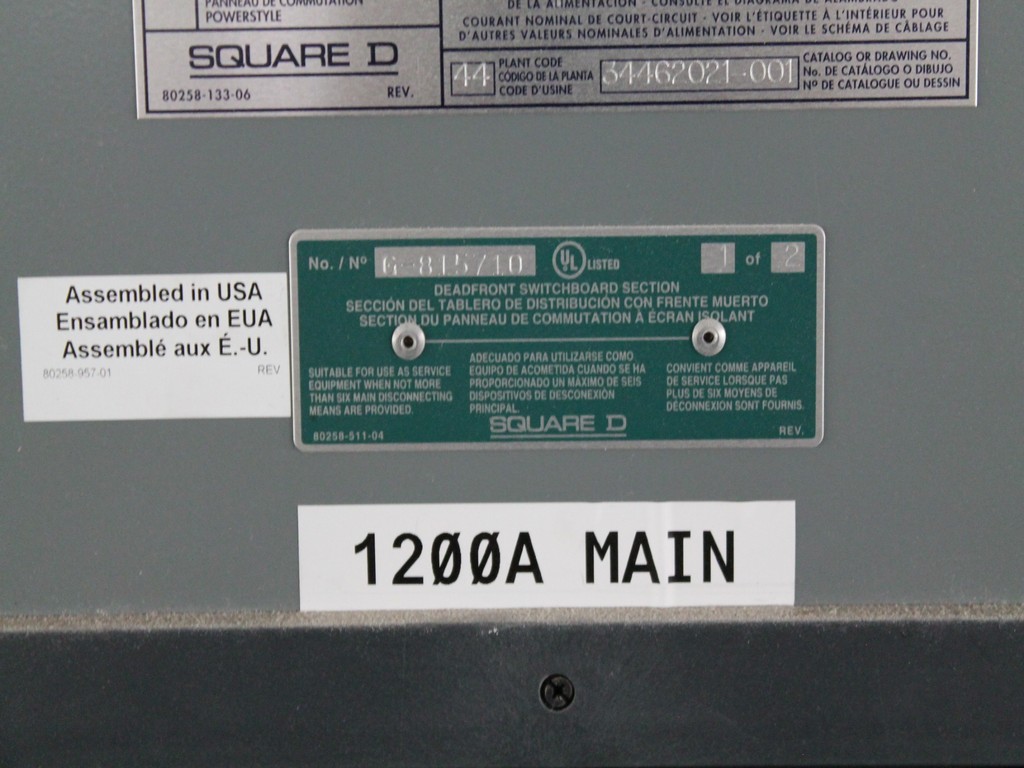 PANNEAU DE COMMUTATION
POWERSTYLE
SQUARE D
80258-133-06 REV.
DE LA ALIMENTACIÓN - CONSULTE EL DIAGRAMA DE
COURANT NOMINAL DE COURT-CIRCUIT - VOIR L'ÉTIQUETTE À L'INTÉRIEUR POUR
D'AUTRES VALEURS NOMINALES D'ALIMENTATION - VOIR LE SCHÉMA DE CÂBLAGE
44
PLANT CODE
CÓDIGO DE LA PLANTA
CODE D'USINE
34462021-001
CATALOG OR DRAWING NO.
No. DE CATÁLOGO O DIBUJO
Nº DE CATALOGUE OU DESSIN
Assembled in USA
Ensamblado en EUA
Assemblé aux É.-U.
80258-957-01 REV
No. / Nº G-815710 UL LISTED 1 of 2
DEADFRONT SWITCHBOARD SECTION
SECCIÓN DEL TABLERO DE DISTRIBUCIÓN CON FRENTE MUERTO
SECTION DU PANNEAU DE COMMUTATION À ÉCRAN ISOLANT
SUITABLE FOR USE AS SERVICE
EQUIPMENT WHEN NOT MORE
THAN SIX MAIN DISCONNECTING
MEANS ARE PROVIDED.
ADECUADO PARA UTILIZARSE COMO
EQUIPO DE ACOMETIDA CUANDO SE HA
PROPORCIONADO UN MÁXIMO DE SEIS
DISPOSITIVOS DE DESCONEXIÓN
PRINCIPAL.
CONVIENT COMME APPAREIL
DE SERVICE LORSQUE PAS
PLUS DE SIX MOYENS DE
DÉCONNEXION SONT FOURNIS.
80258-511-04
SQUARE D
REV.
1200A MAIN